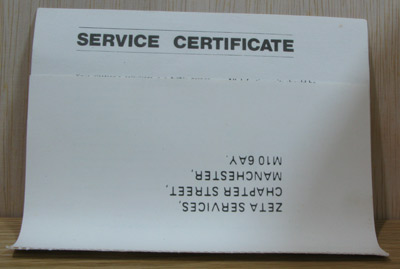 SERVICE CERTIFICATE
ZETA SERVICES,
CHAPTER STREET,
MANCHESTER,
M10 6AY.